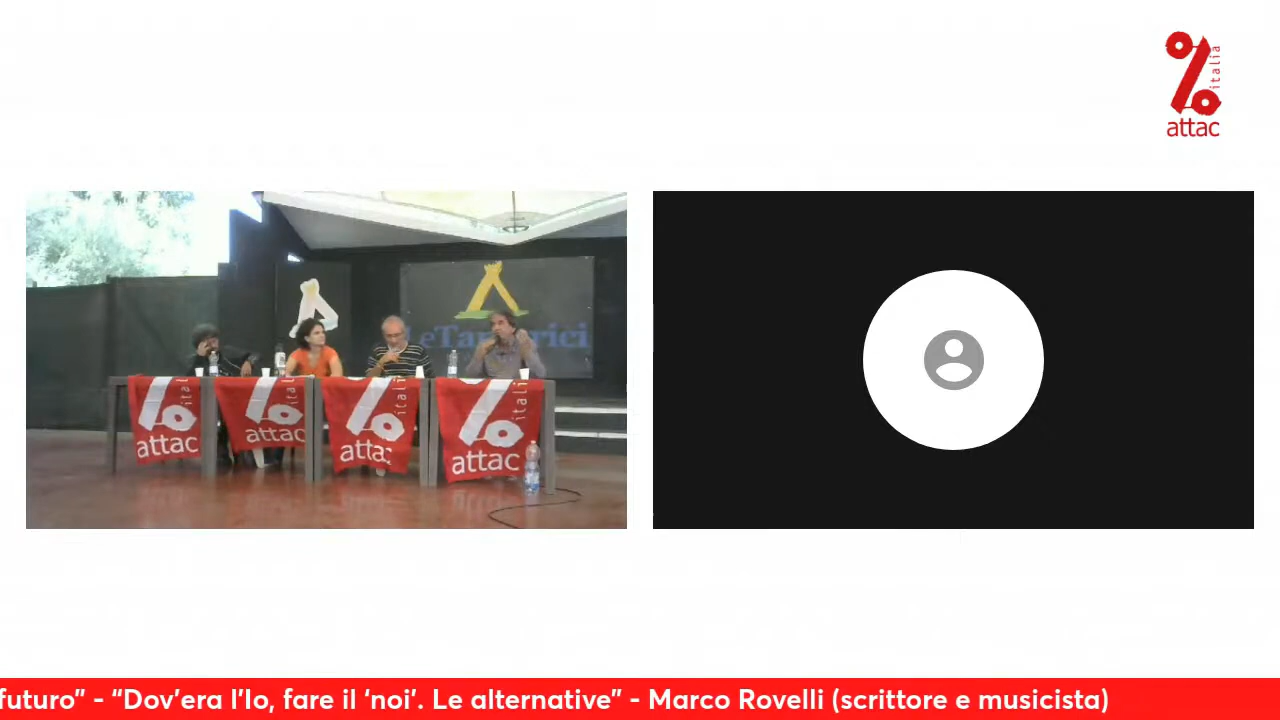 italia
attac
LeTamerici
attac
attac
attac
attac
futuro” - “Dov’era l’Io, fare il ‘noi’. Le alternative” - Marco Rovelli (scrittore e musicista)